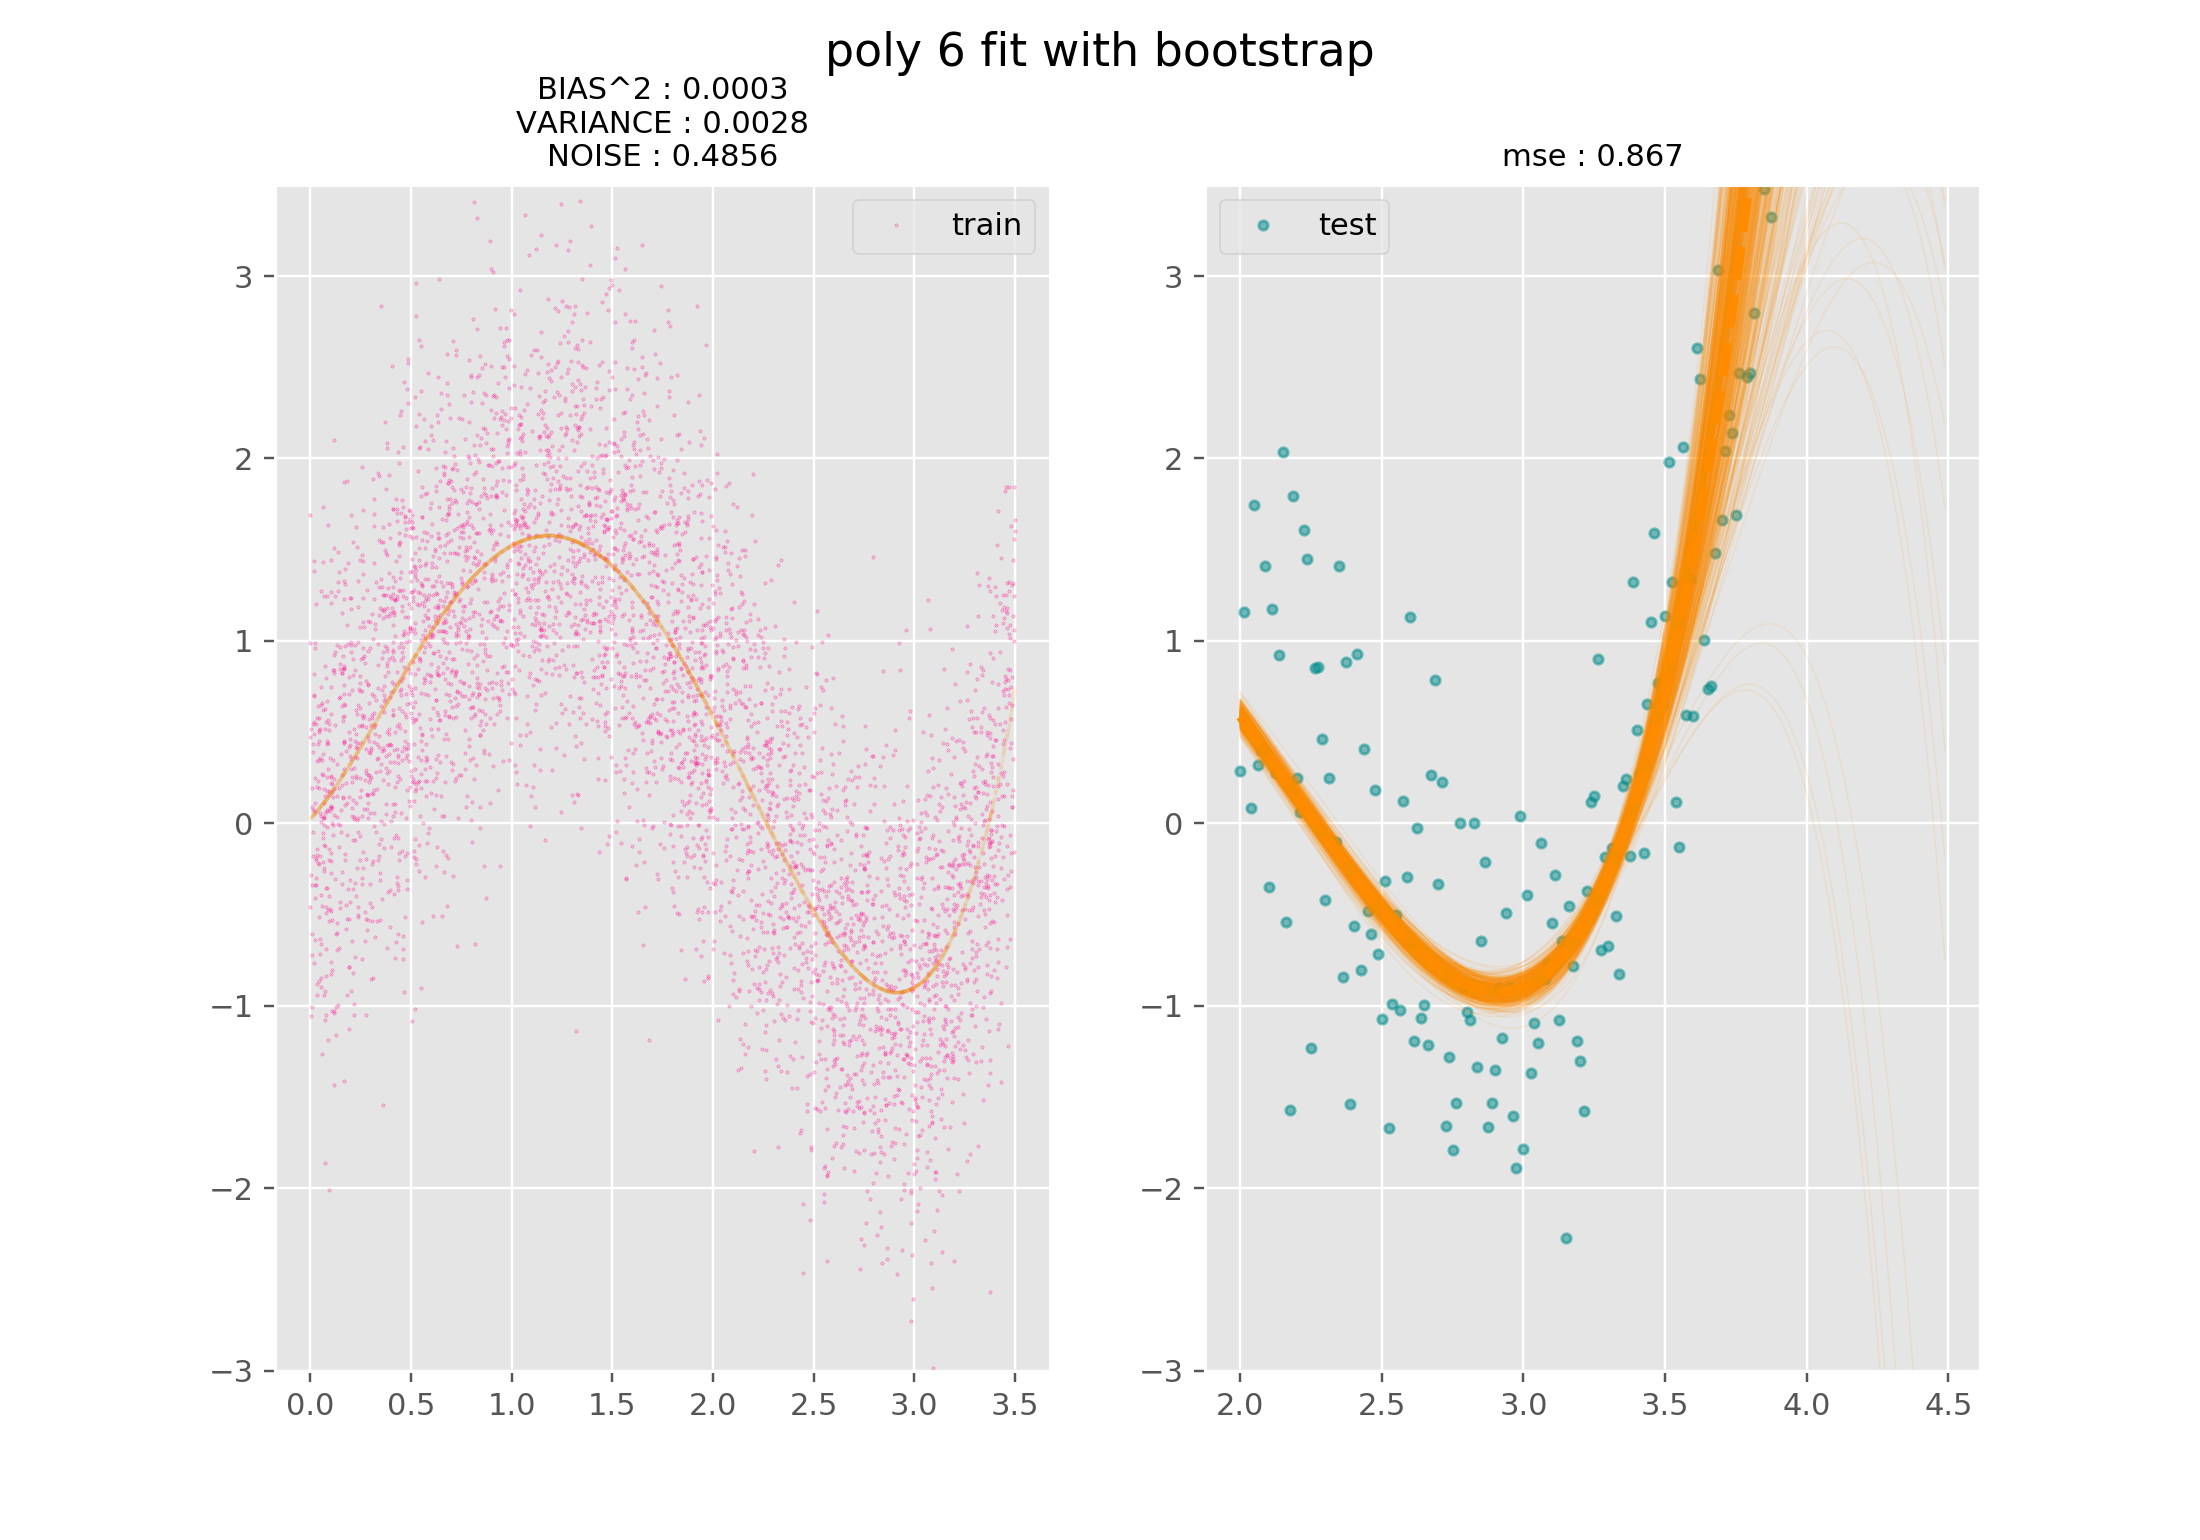 poly 6 fit with bootstrap
BIAS^2 : 0.0003
VARIANCE : 0.0028
NOISE : 0.4856
train
3
2
1
0
−1
−2
−3
0.0 0.5 1.0 1.5 2.0 2.5 3.0 3.5
mse : 0.867
test
3
2
1
0
−1
−2
−3
2.0 2.5 3.0 3.5 4.0 4.5